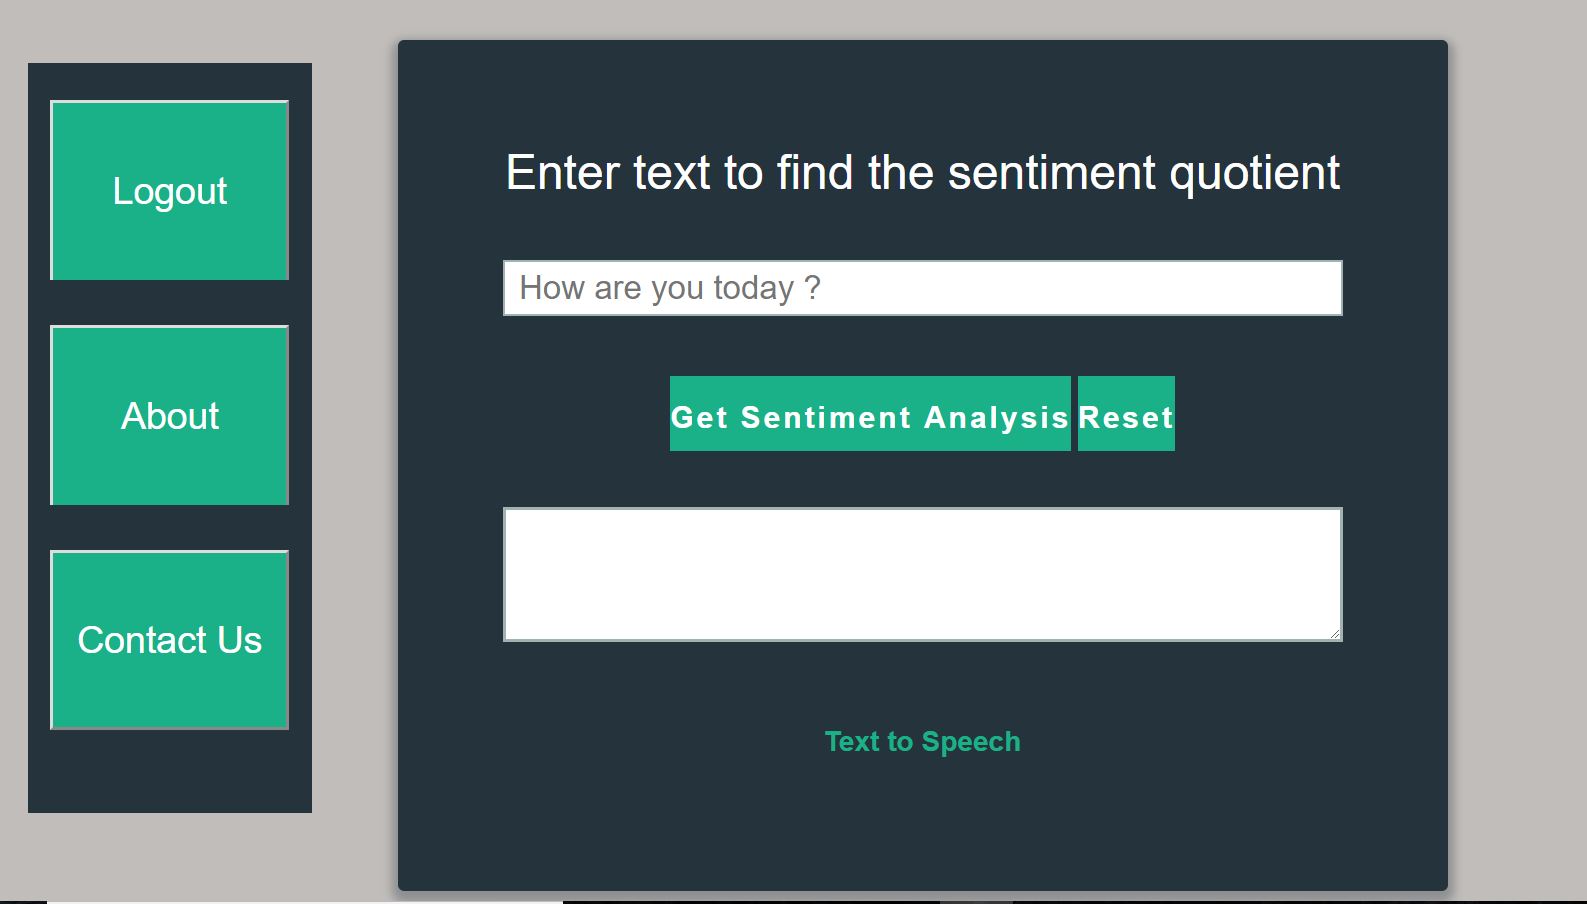 Logout
About
Contact Us
Enter text to find the sentiment quotient
How are you today ?
Get Sentiment Analysis Reset
Text to Speech